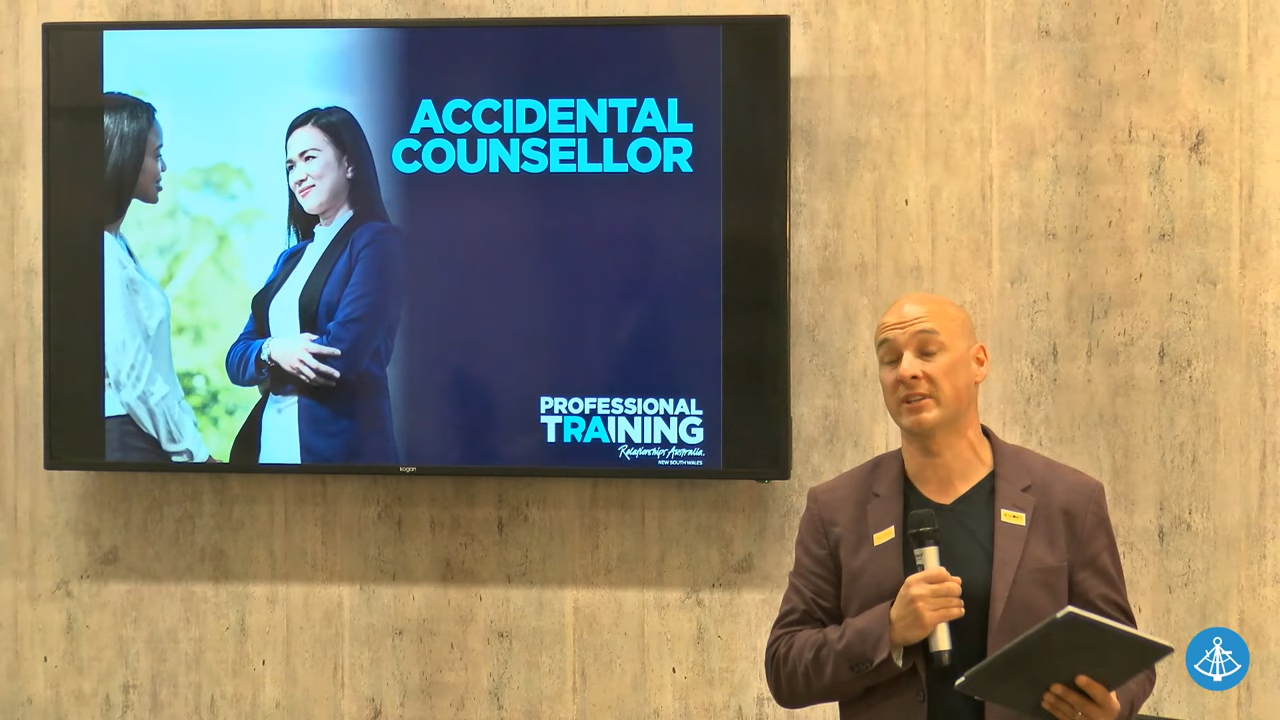 ACCIDENTAL
COUNSELLOR
PROFESSIONAL
TRAINING
Relationships Australia.
NEW SOUTH WALES
kogan